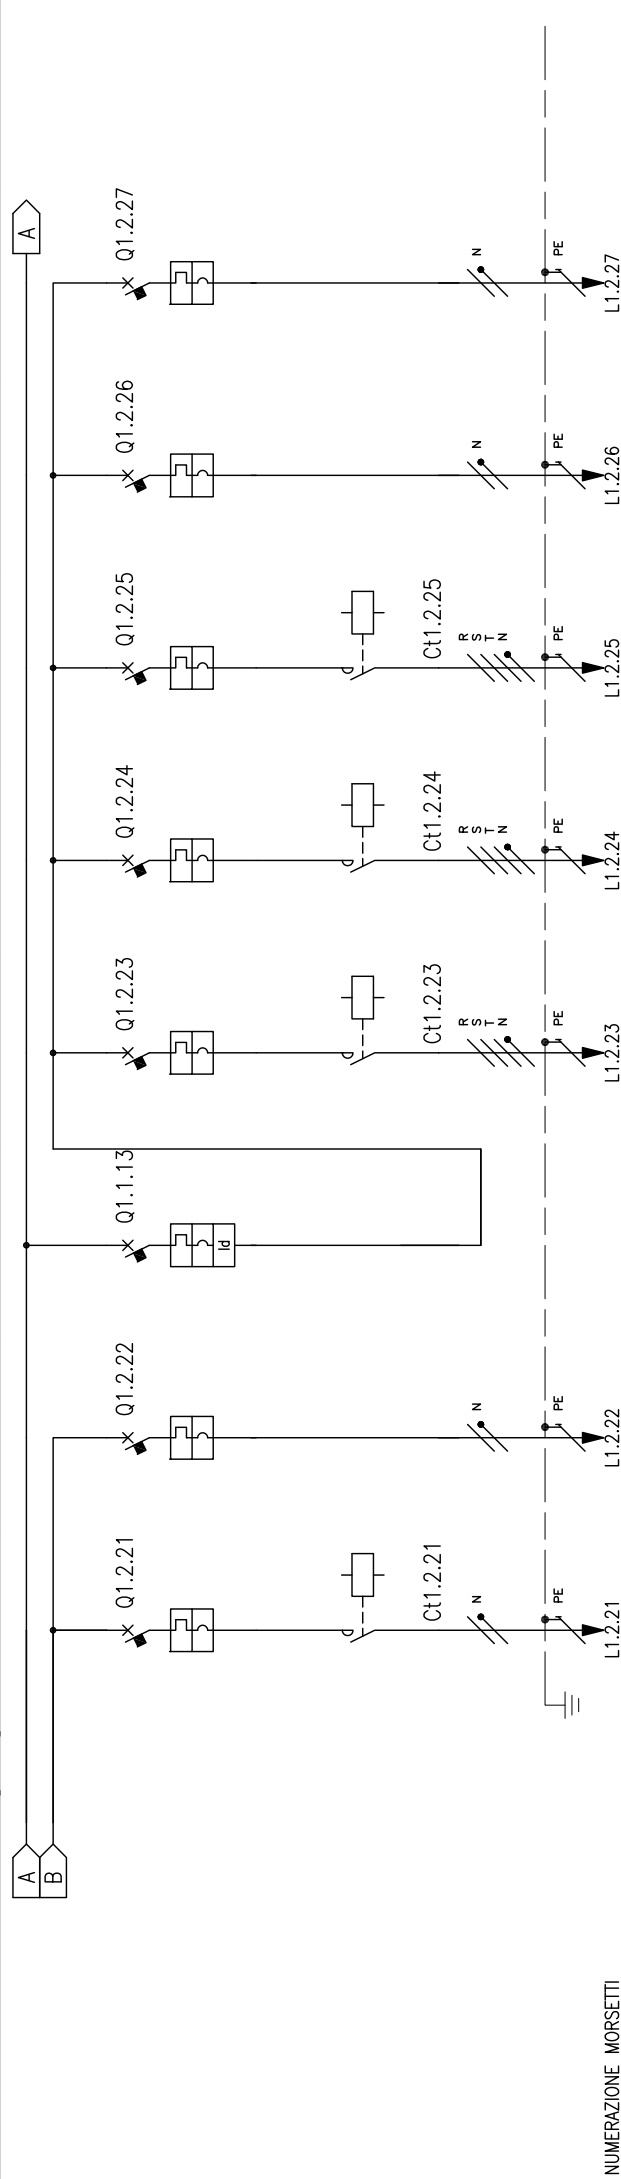 A
B
A
Q1.2.21
Q1.2.22
Q1.1.13
Q1.2.23
Q1.2.24
Q1.2.25
Q1.2.26
Q1.2.27
Id
Ct1.2.21
Ct1.2.23
Ct1.2.24
Ct1.2.25
N
N
R
S
T
N
R
S
T
N
R
S
T
N
N
N
PE
PE
PE
PE
PE
PE
PE
NUMERAZIONE MORSETTI
L1.2.21
L1.2.22
L1.2.23
L1.2.24
L1.2.25
L1.2.26
L1.2.27